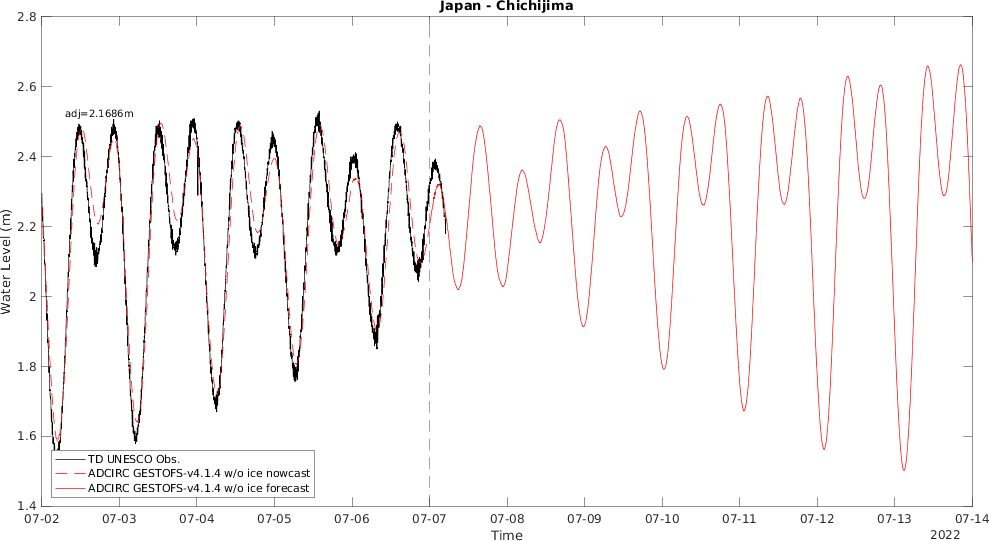 Japan - Chichijima
2.8
2.6
2.4
2.2
2
1.8
1.6
1.4
Water Level (m)
adj=2.1686m
TD UNESCO Obs.
ADCIRC GESTOFS-v4.1.4 w/o ice nowcast
ADCIRC GESTOFS-v4.1.4 w/o ice forecast
07-02 07-03 07-04 07-05 07-06 07-07 07-08 07-09 07-10 07-11 07-12 07-13 07-14
Time
2022